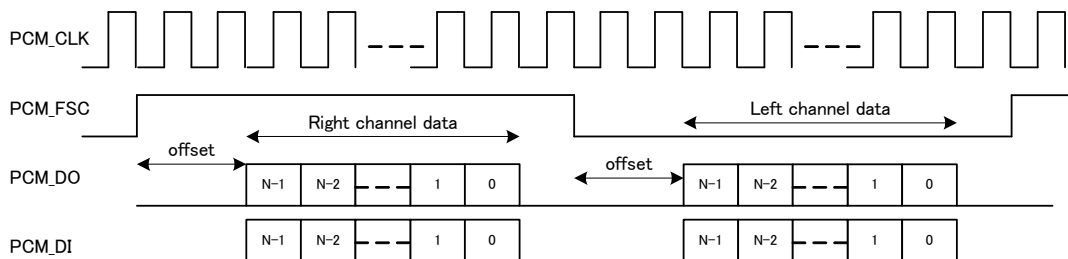 PCM_CLK
PCM_FSC
Right channel data
Left channel data
offset
offset
PCM_DO
N-1 N-2 1 0
N-1 N-2 1 0
PCM_DI
N-1 N-2 1 0
N-1 N-2 1 0